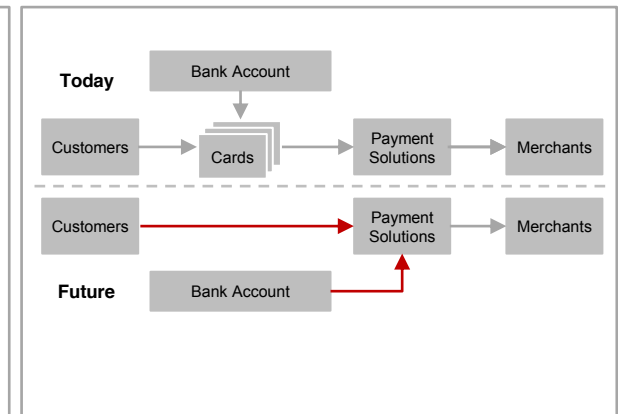 Today
Bank Account
Customers
Cards
Payment
Solutions
Merchants
Customers
Payment
Solutions
Merchants
Future
Bank Account